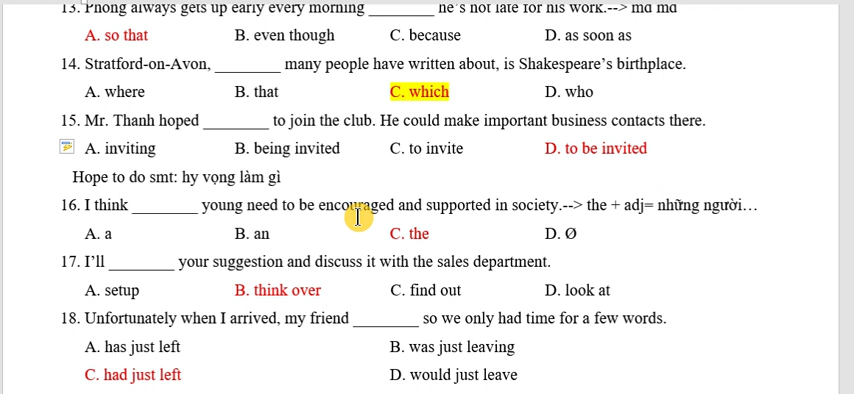 13. Phong always gets up early every morning ________ he's not late for his work.--> mđ mđ
A. so that B. even though C. because D. as soon as
14. Stratford-on-Avon, ________ many people have written about, is Shakespeare's birthplace.
A. where B. that C. which D. who
15. Mr. Thanh hoped ________ to join the club. He could make important business contacts there.
A. inviting B. being invited C. to invite D. to be invited
Hope to do smt: hy vọng làm gì
16. I think ________ young need to be encouraged and supported in society.--> the + adj= những người…
A. a B. an C. the D. Ø
17. I'll ________ your suggestion and discuss it with the sales department.
A. setup B. think over C. find out D. look at
18. Unfortunately when I arrived, my friend ________ so we only had time for a few words.
A. has just left B. was just leaving
C. had just left D. would just leave